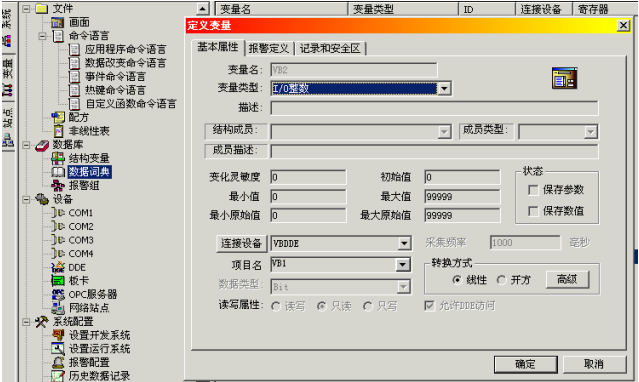 系统
变量
站点
文件
画面
命令语言
应用程序命令语言
数据改变命令语言
事件命令语言
热键命令语言
自定义函数命令语言
配方
非线性表
数据库
结构变量
数据词典
报警组
设备
COM1
COM2
COM3
COM4
DDE
板卡
OPC服务器
网络站点
系统配置
设置开发系统
设置运行系统
报警配置
历史数据记录
变量名 变量类型 ID 连接设备 寄存器
定义变量
基本属性 报警定义 记录和安全区
变量名: VB2
变量类型: I/O整数
描述:
结构成员: 成员类型:
成员描述:
变化灵敏度 0 初始值 0 状态
最小值 0 最大值 99999 保存参数
最小原始值 0 最大原始值 99999 保存数值
连接设备 VBDDE 采集频率 1000 毫秒
项目名 VB1 转换方式
数据类型: Bit 线性 开方 高级
读写属性: 读写 只读 只写 允许DDE访问
确定 取消